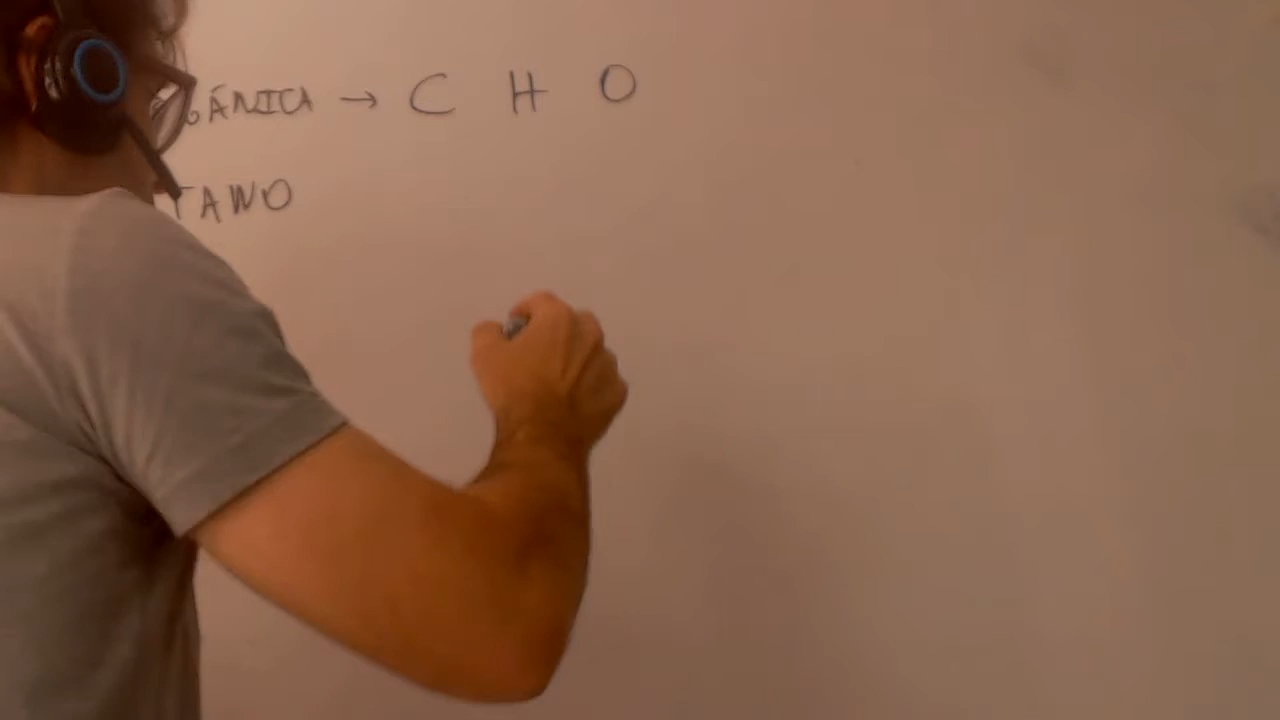 GÁNICA → C H O
TANO